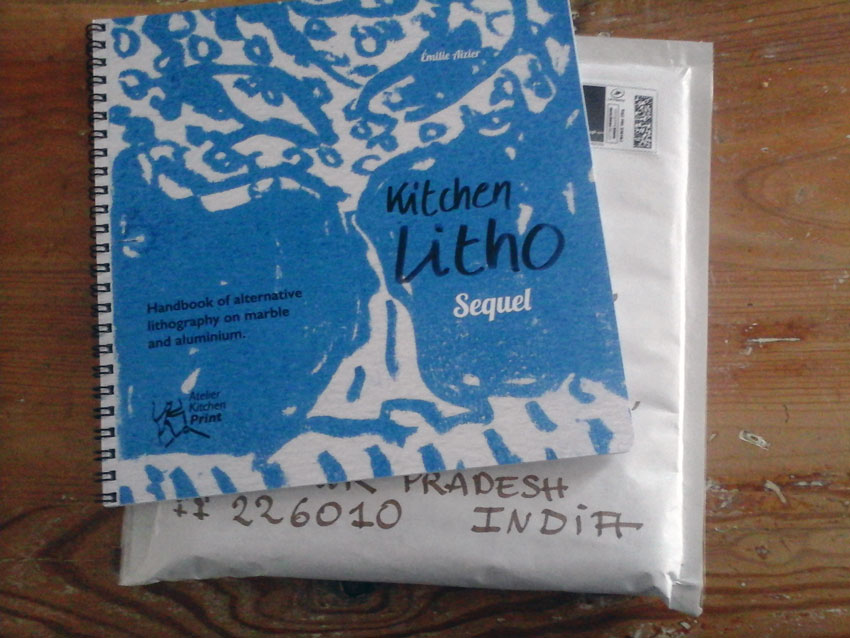 Émilie Aizier
Kitchen
Litho
Sequel
Handbook of alternative
lithography on marble
and aluminium.
Atelier
Kitchen
Print
PRADESH
226010 INDIA